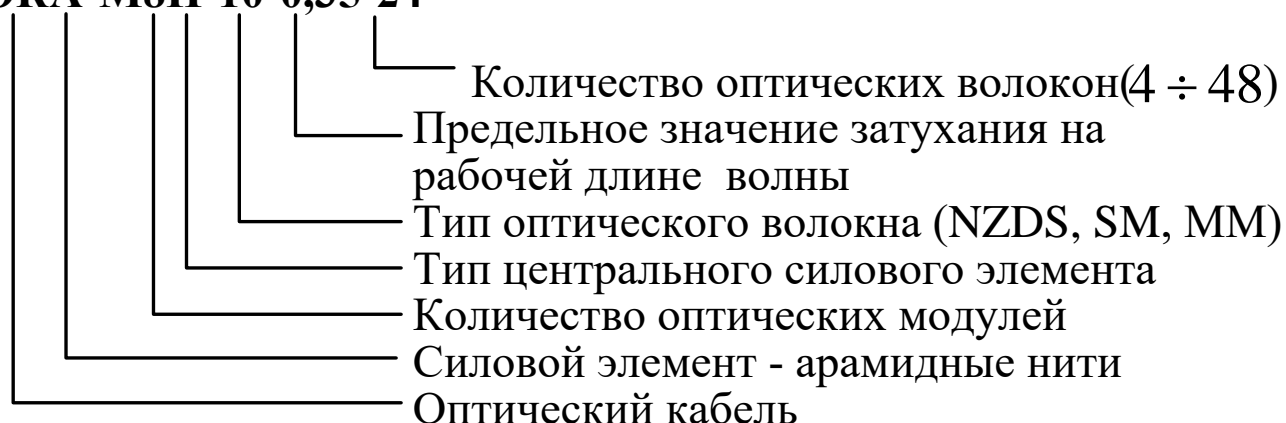 Количество оптических волокон(4 ÷ 48)
Предельное значение затухания на
рабочей длине волны
Тип оптического волокна (NZDS, SM, MM)
Тип центрального силового элемента
Количество оптических модулей
Силовой элемент - арамидные нити
Оптический кабель